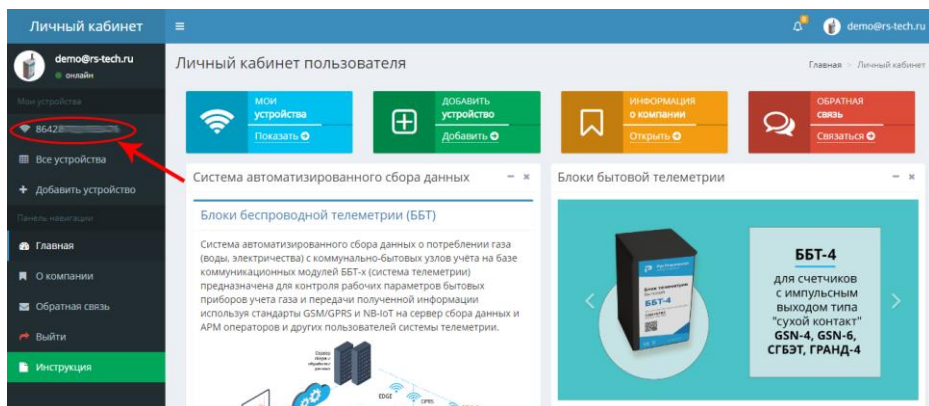 Личный кабинет
demo@rs-tech.ru
demo@rs-tech.ru
онлайн
Мои устройства
86428
Все устройства
Добавить устройство
Панель навигации
Главная
О компании
Обратная связь
Выйти
Инструкция
Личный кабинет пользователя
Главная > Личный кабинет
МОИ
устройства
Показать
ДОБАВИТЬ
устройство
Добавить
ИНФОРМАЦИЯ
о компании
Открыть
ОБРАТНАЯ
связь
Связаться
Система автоматизированного сбора данных
Блоки беспроводной телеметрии (ББТ)
Система автоматизированного сбора данных о потреблении газа
(воды, электричества) с коммунально-бытовых узлов учёта на базе
коммуникационных модулей ББТ-х (система телеметрии)
предназначена для контроля рабочих параметров бытовых
приборов учета газа и передачи полученной информации
используя стандарты GSM/GPRS и NB-IoT на сервер сбора данных и
АРМ операторов и других пользователей системы телеметрии.
EDGE
GPRS
Блоки бытовой телеметрии
ББТ-4
ББТ-4
для счетчиков
с импульсным
выходом типа
"сухой контакт"
GSN-4, GSN-6,
СГБЭТ, ГРАНД-4